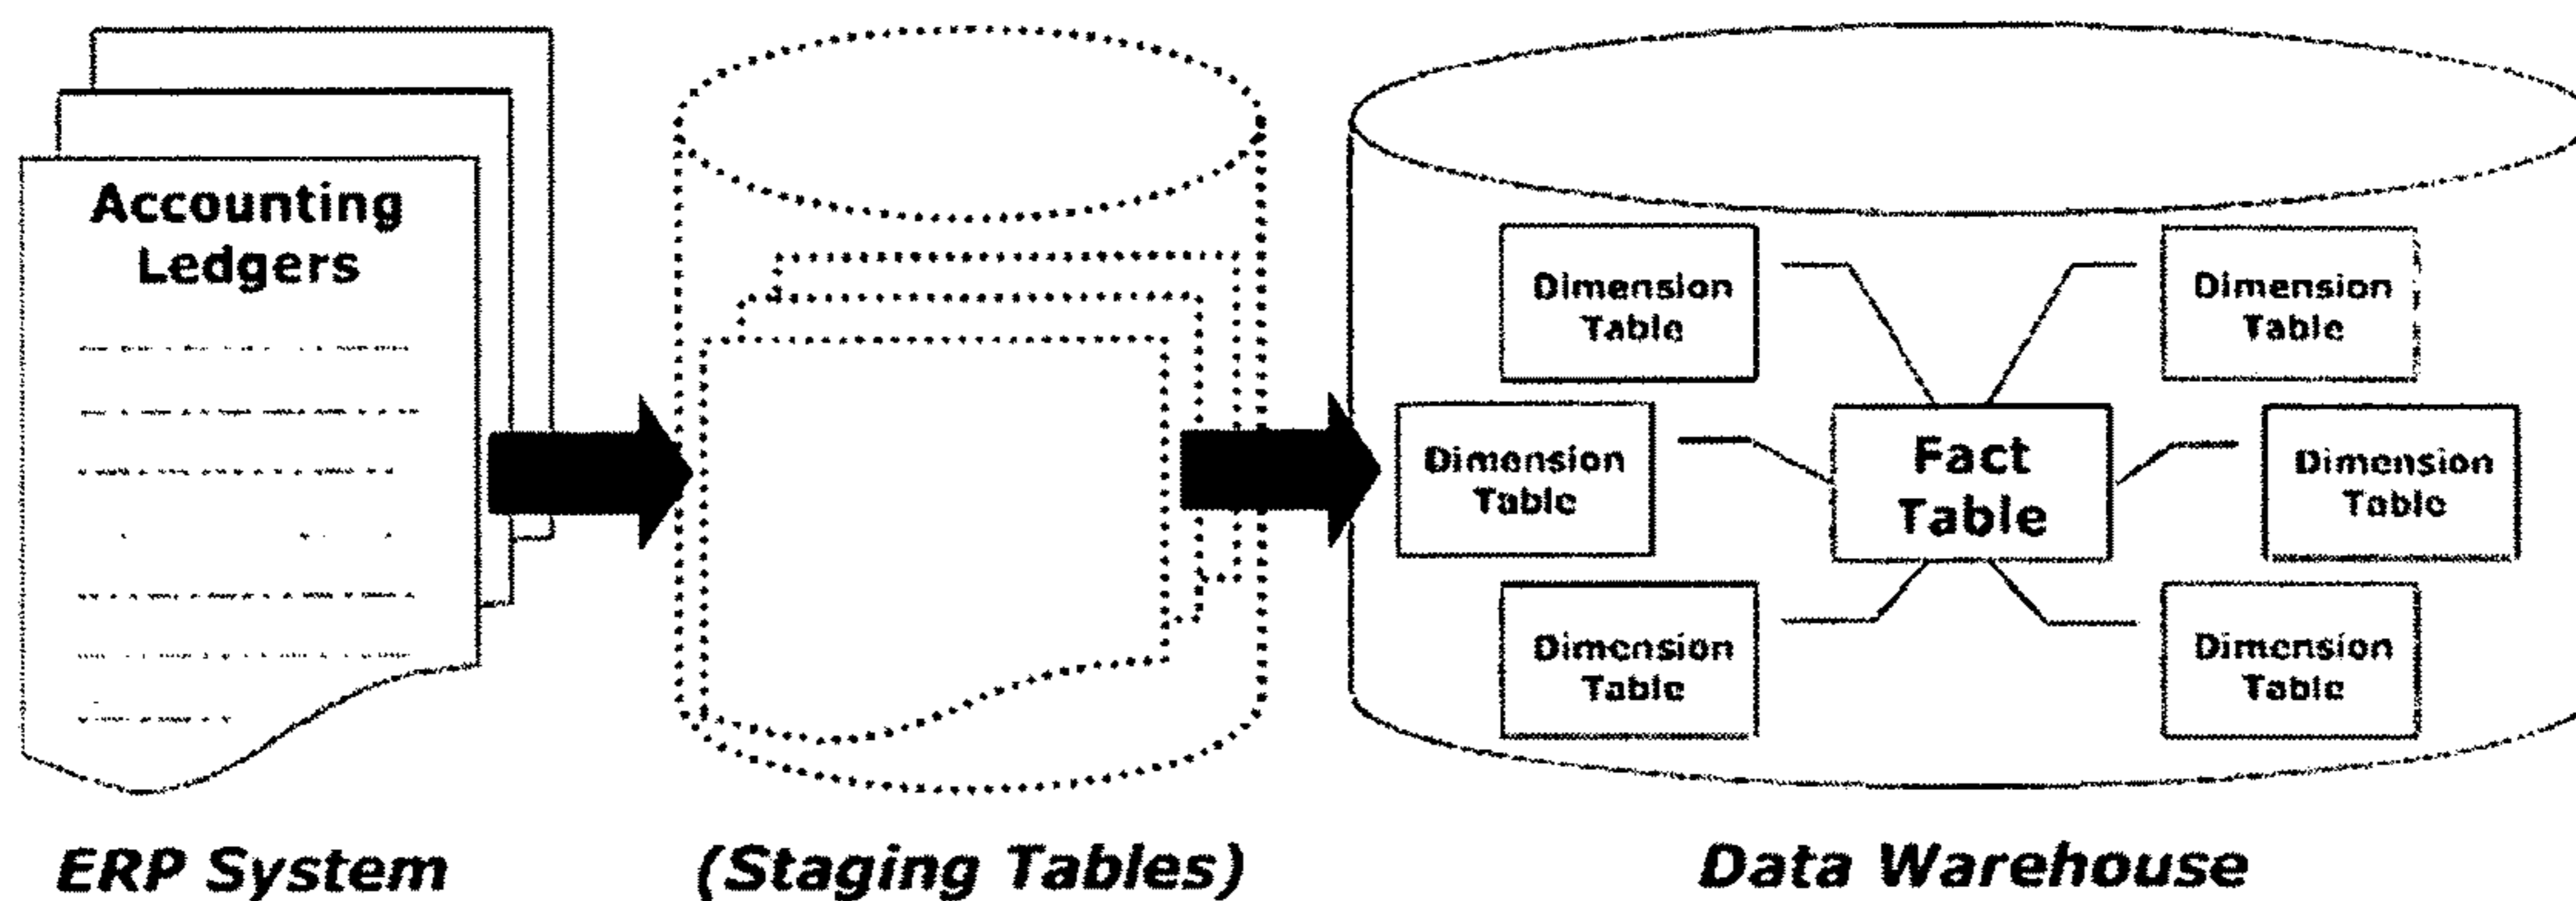 Accounting
Ledgers
Dimension
Table
Dimension
Table
Dimension
Table
Fact
Table
Dimension
Table
Dimension
Table
Dimension
Table
ERP System
(Staging Tables)
Data Warehouse